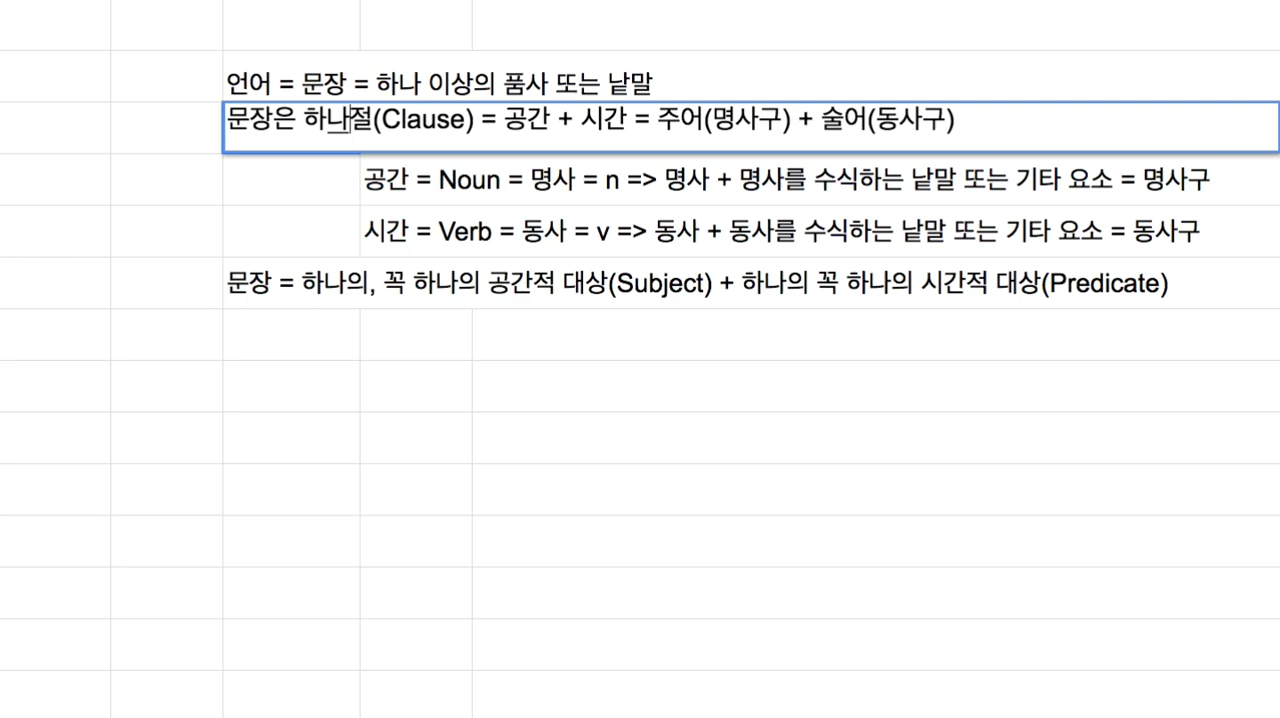 언어 = 문장 = 하나 이상의 품사 또는 낱말
문장은 하나절(Clause) = 공간 + 시간 = 주어(명사구) + 술어(동사구)
공간 = Noun = 명사 = n => 명사 + 명사를 수식하는 낱말 또는 기타 요소 = 명사구
시간 = Verb = 동사 = v => 동사 + 동사를 수식하는 낱말 또는 기타 요소 = 동사구
문장 = 하나의, 꼭 하나의 공간적 대상(Subject) + 하나의 꼭 하나의 시간적 대상(Predicate)